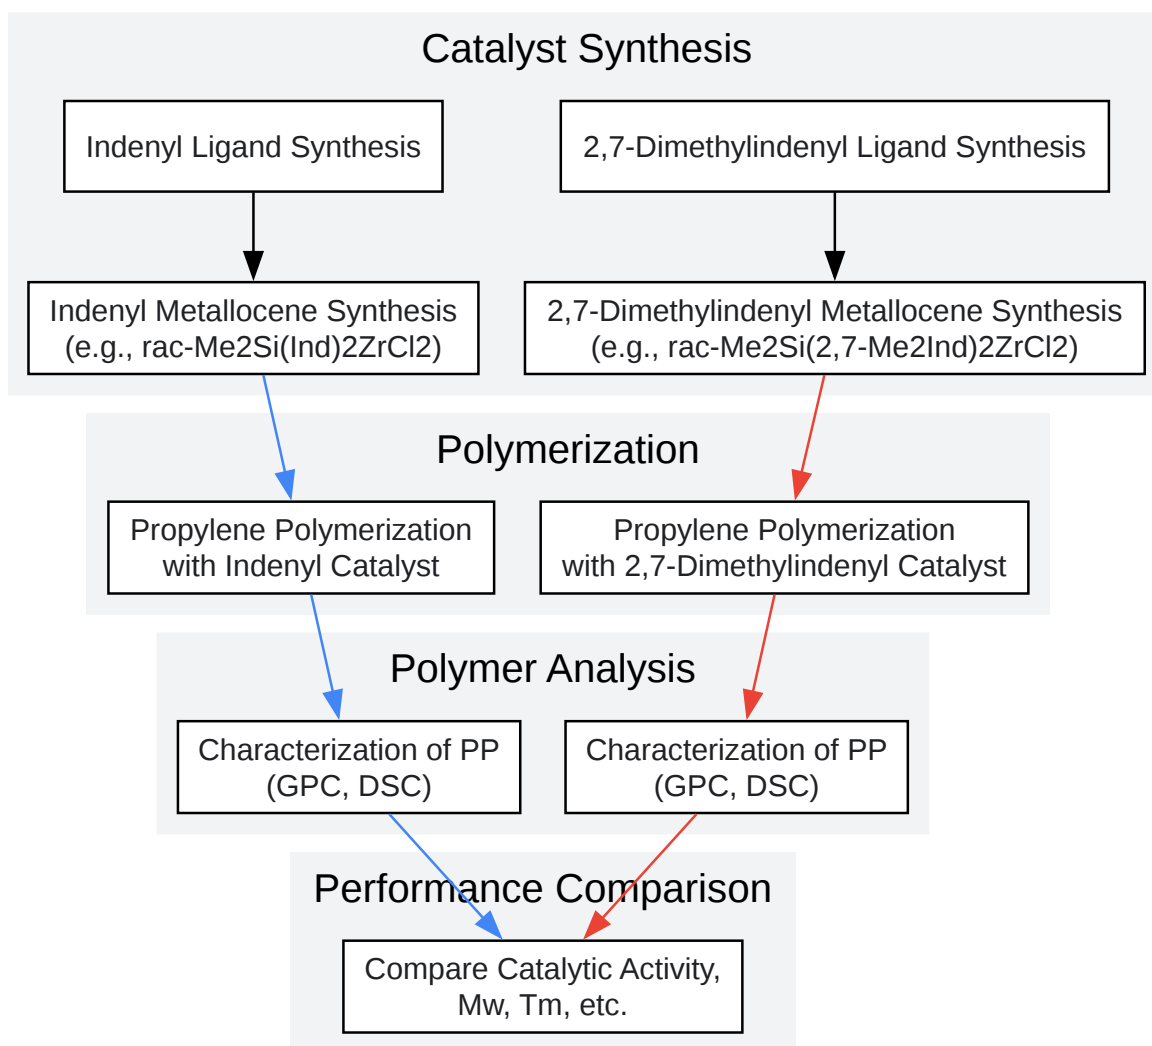 Catalyst Synthesis
Indenyl Ligand Synthesis
2,7-Dimethylindenyl Ligand Synthesis
Indenyl Metallocene Synthesis
(e.g., rac-Me2Si(Ind)2ZrCl2)
2,7-Dimethylindenyl Metallocene Synthesis
(e.g., rac-Me2Si(2,7-Me2Ind)2ZrCl2)
Polymerization
Propylene Polymerization
with Indenyl Catalyst
Propylene Polymerization
with 2,7-Dimethylindenyl Catalyst
Polymer Analysis
Characterization of PP
(GPC, DSC)
Characterization of PP
(GPC, DSC)
Performance Comparison
Compare Catalytic Activity,
Mw, Tm, etc.